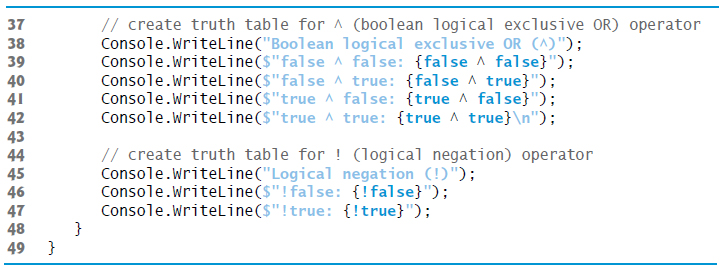 37 // create truth table for ^ (boolean logical exclusive OR) operator
38 Console.WriteLine("Boolean logical exclusive OR (^)");
39 Console.WriteLine($"false ^ false: {false ^ false}");
40 Console.WriteLine($"false ^ true: {false ^ true}");
41 Console.WriteLine($"true ^ false: {true ^ false}");
42 Console.WriteLine($"true ^ true: {true ^ true}\n");
43
44 // create truth table for ! (logical negation) operator
45 Console.WriteLine("Logical negation (!)");
46 Console.WriteLine($"!false: {!false}");
47 Console.WriteLine($"!true: {!true}");
48 }
49 }